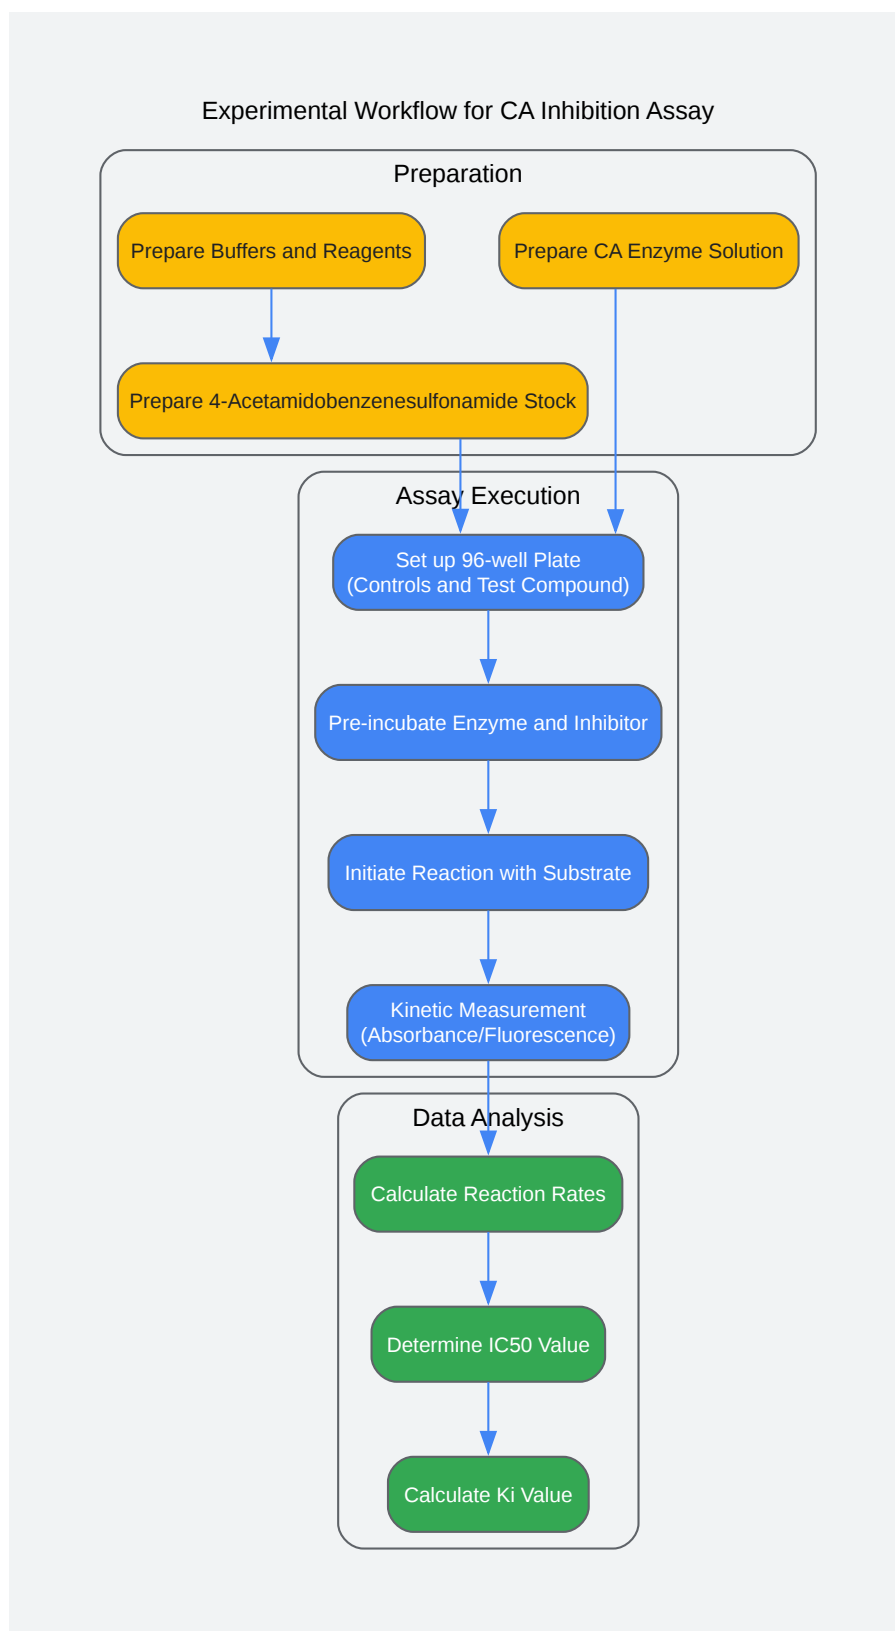 Experimental Workflow for CA Inhibition Assay
Preparation
Prepare Buffers and Reagents
Prepare CA Enzyme Solution
Prepare 4-Acetamidobenzenesulfonamide Stock
Assay Execution
Set up 96-well Plate
(Controls and Test Compound)
Pre-incubate Enzyme and Inhibitor
Initiate Reaction with Substrate
Kinetic Measurement
(Absorbance/Fluorescence)
Data Analysis
Calculate Reaction Rates
Determine IC50 Value
Calculate Ki Value